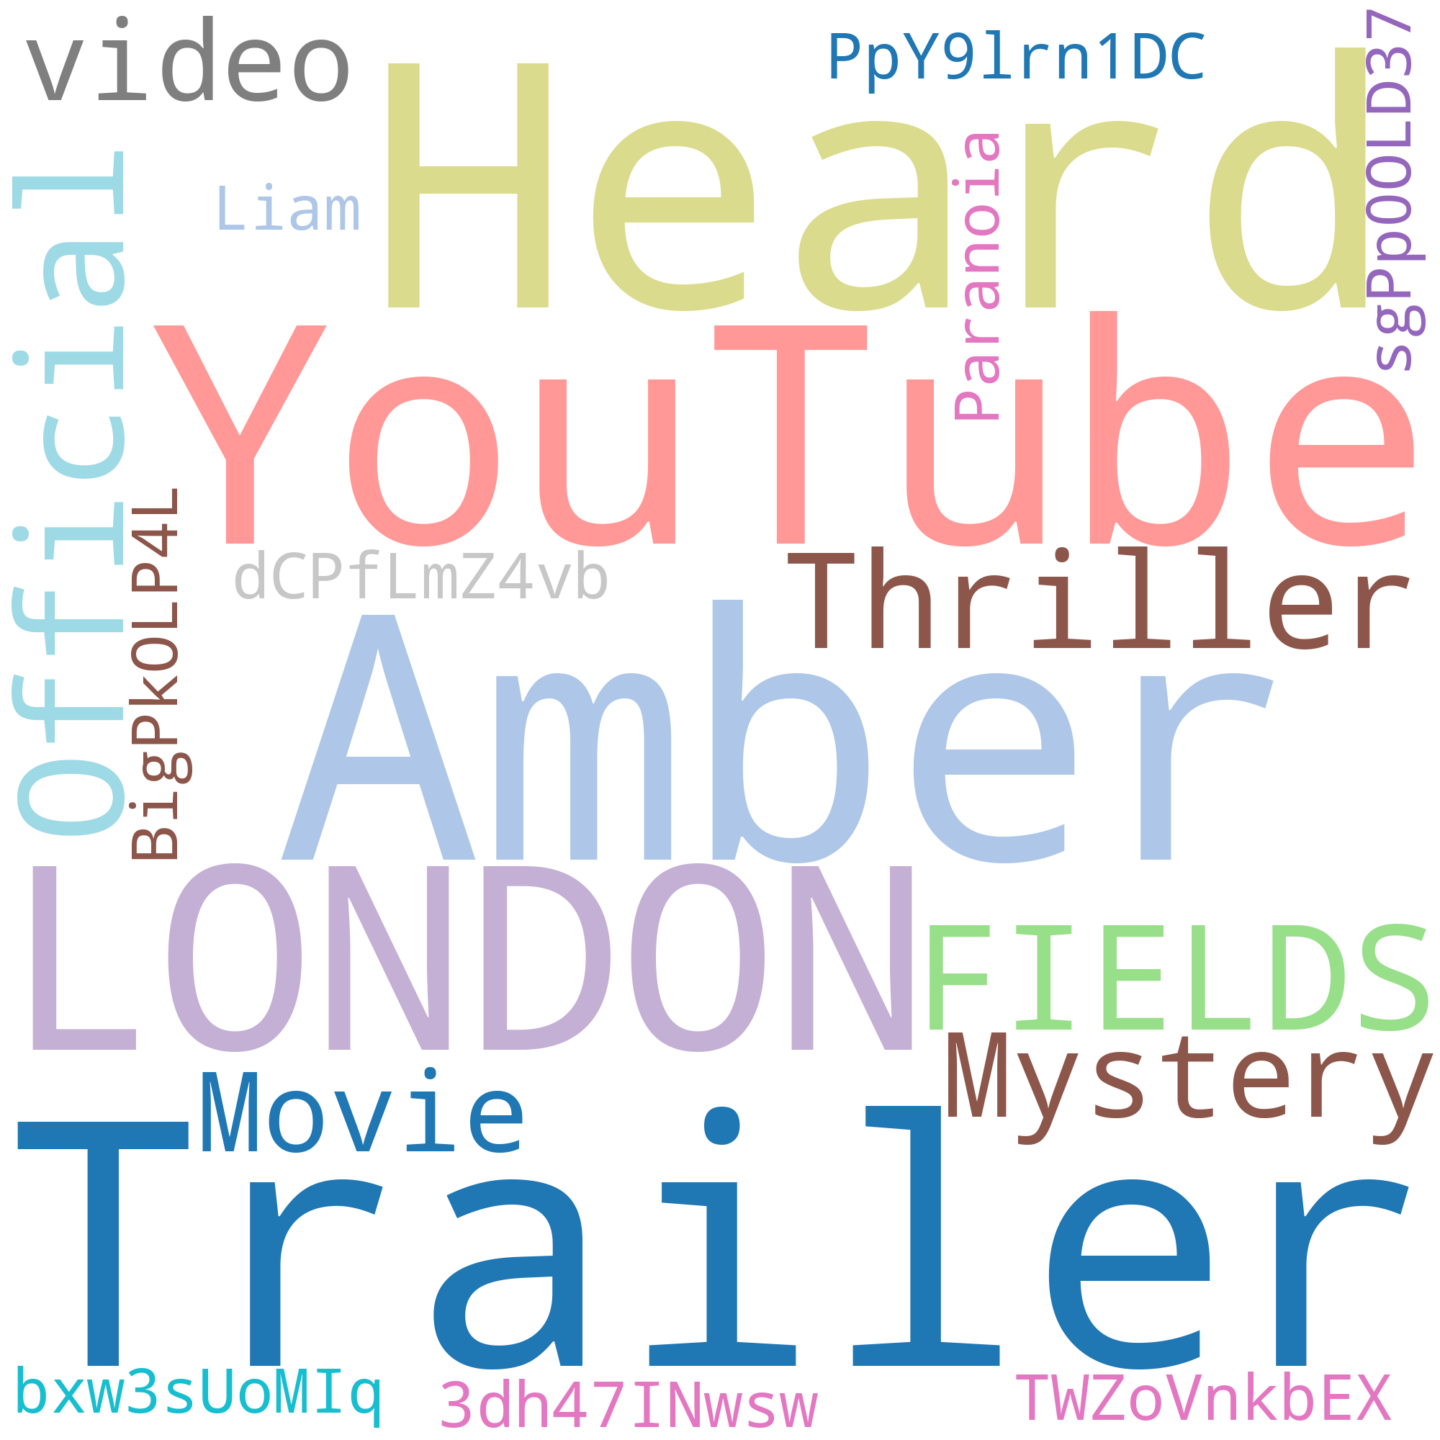 video
PpY9lrn1DC
sgPp0OLD37
Heard
Official
Liam
Paranoia
YouTube
BigPkOLP4L
dCPfLmZ4vb
Thriller
Amber
LONDON
FIELDS
Mystery
Movie
Trailer
bxw3sUoMIq
3dh47INwsw
TWZoVnkbEX